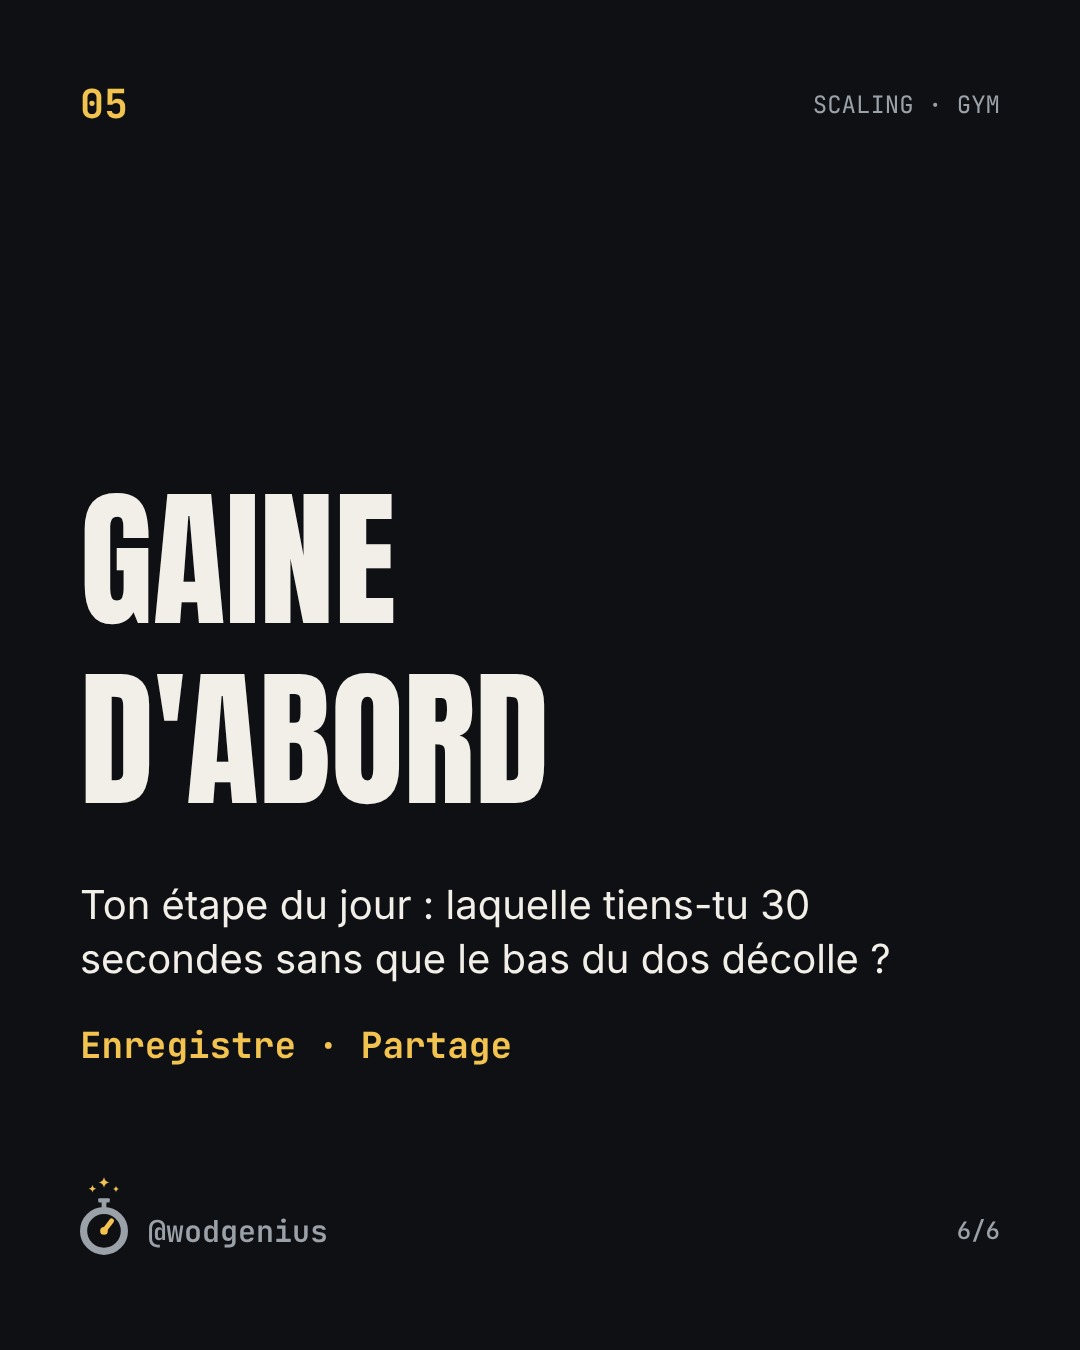 05
SCALING · GYM
GAINE
D'ABORD
Ton étape du jour : laquelle tiens-tu 30
secondes sans que le bas du dos décolle ?
Enregistre · Partage
@wodgenius
6/6